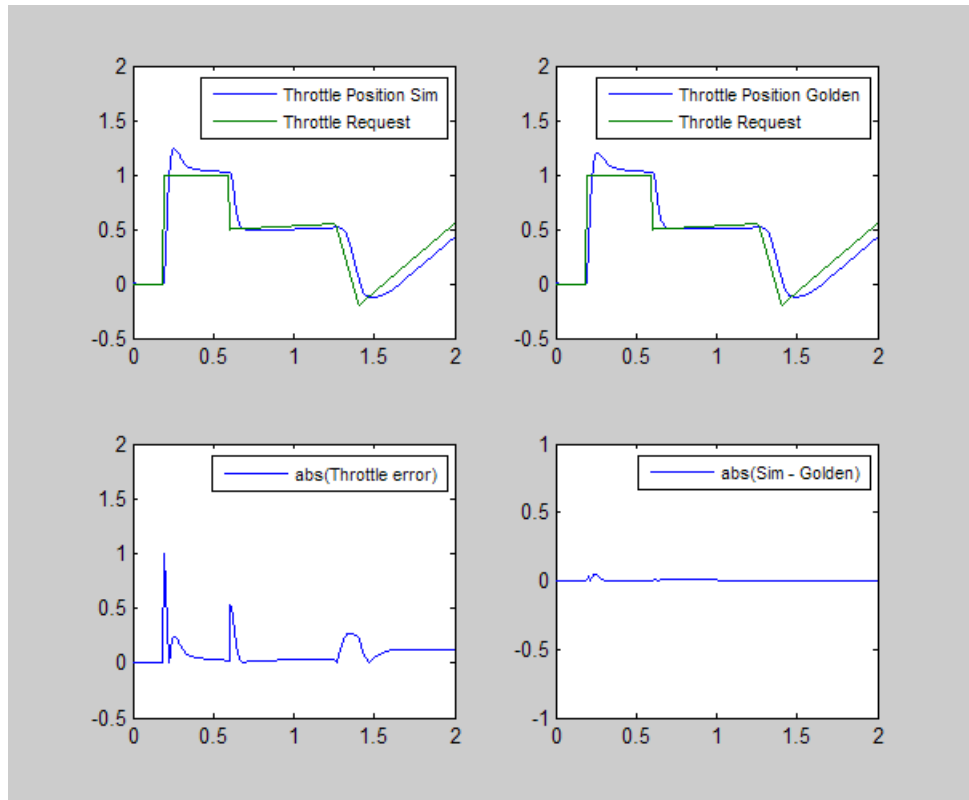 2
1.5
1
0.5
0
-0.5
0 0.5 1 1.5 2
Throttle Position Sim
Throttle Request
2
1.5
1
0.5
0
-0.5
0 0.5 1 1.5 2
Throttle Position Golden
Throttle Request
2
1.5
1
0.5
0
-0.5
0 0.5 1 1.5 2
abs(Throttle error)
1
0.5
0
-0.5
-1
0 0.5 1 1.5 2
abs(Sim - Golden)